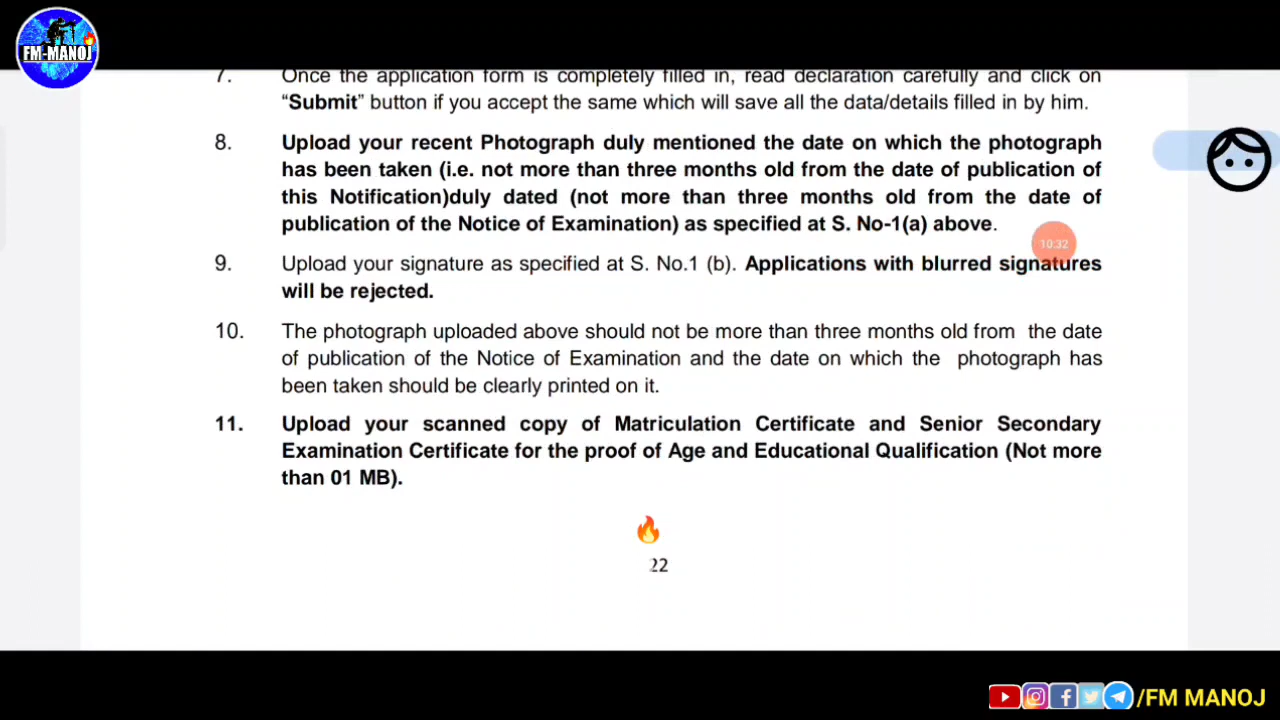 FM-MANOJ
7. Once the application form is completely filled in, read declaration carefully and click on
“Submit” button if you accept the same which will save all the data/details filled in by him.
8. Upload your recent Photograph duly mentioned the date on which the photograph
has been taken (i.e. not more than three months old from the date of publication of
this Notification)duly dated (not more than three months old from the date of
publication of the Notice of Examination) as specified at S. No-1(a) above.
10:32
9. Upload your signature as specified at S. No.1 (b). Applications with blurred signatures
will be rejected.
10. The photograph uploaded above should not be more than three months old from the date
of publication of the Notice of Examination and the date on which the photograph has
been taken should be clearly printed on it.
11. Upload your scanned copy of Matriculation Certificate and Senior Secondary
Examination Certificate for the proof of Age and Educational Qualification (Not more
than 01 MB).
22
/FM MANOJ